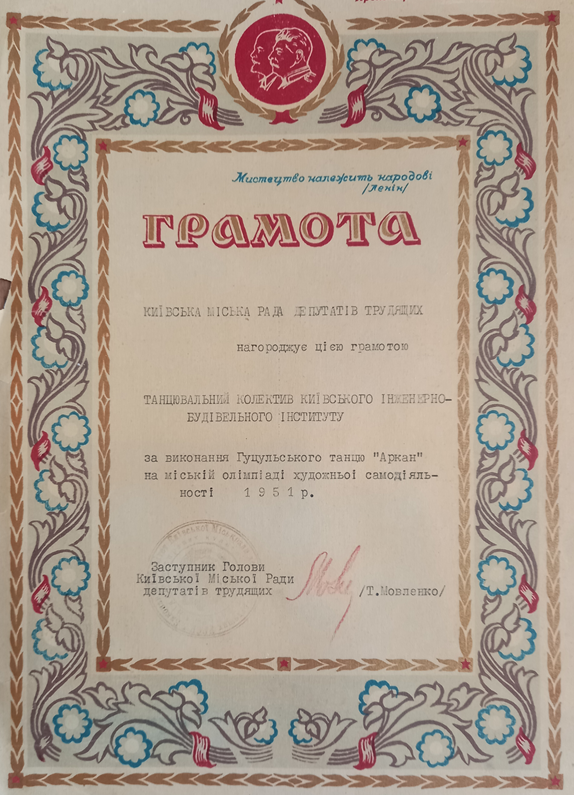 Мистецтво належить народові
/Ленін/
ГРАМОТА
КИЇВСЬКА МІСЬКА РАДА ДЕПУТАТІВ ТРУДЯЩИХ
нагороджує цією грамотою
ТАНЦЮВАЛЬНИЙ КОЛЕКТИВ КИЇВСЬКОГО ІНЖЕНЕРНО-
БУДІВЕЛЬНОГО ІНСТИТУТУ
за виконання Гуцульського танцю "Аркан"
на міській олімпіаді художньої самодіяль-
ності 1951р.
Заступник Голови
Київської Міської Ради
депутатів трудящих /Т.Мовленко/